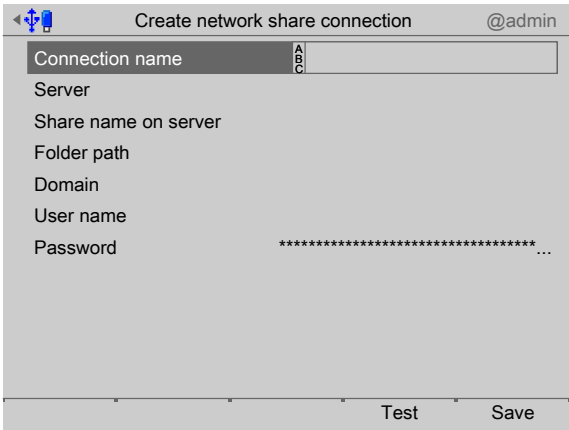 Create network share connection @admin
Connection name ABC
Server
Share name on server
Folder path
Domain
User name
Password ***********************************...
Test Save